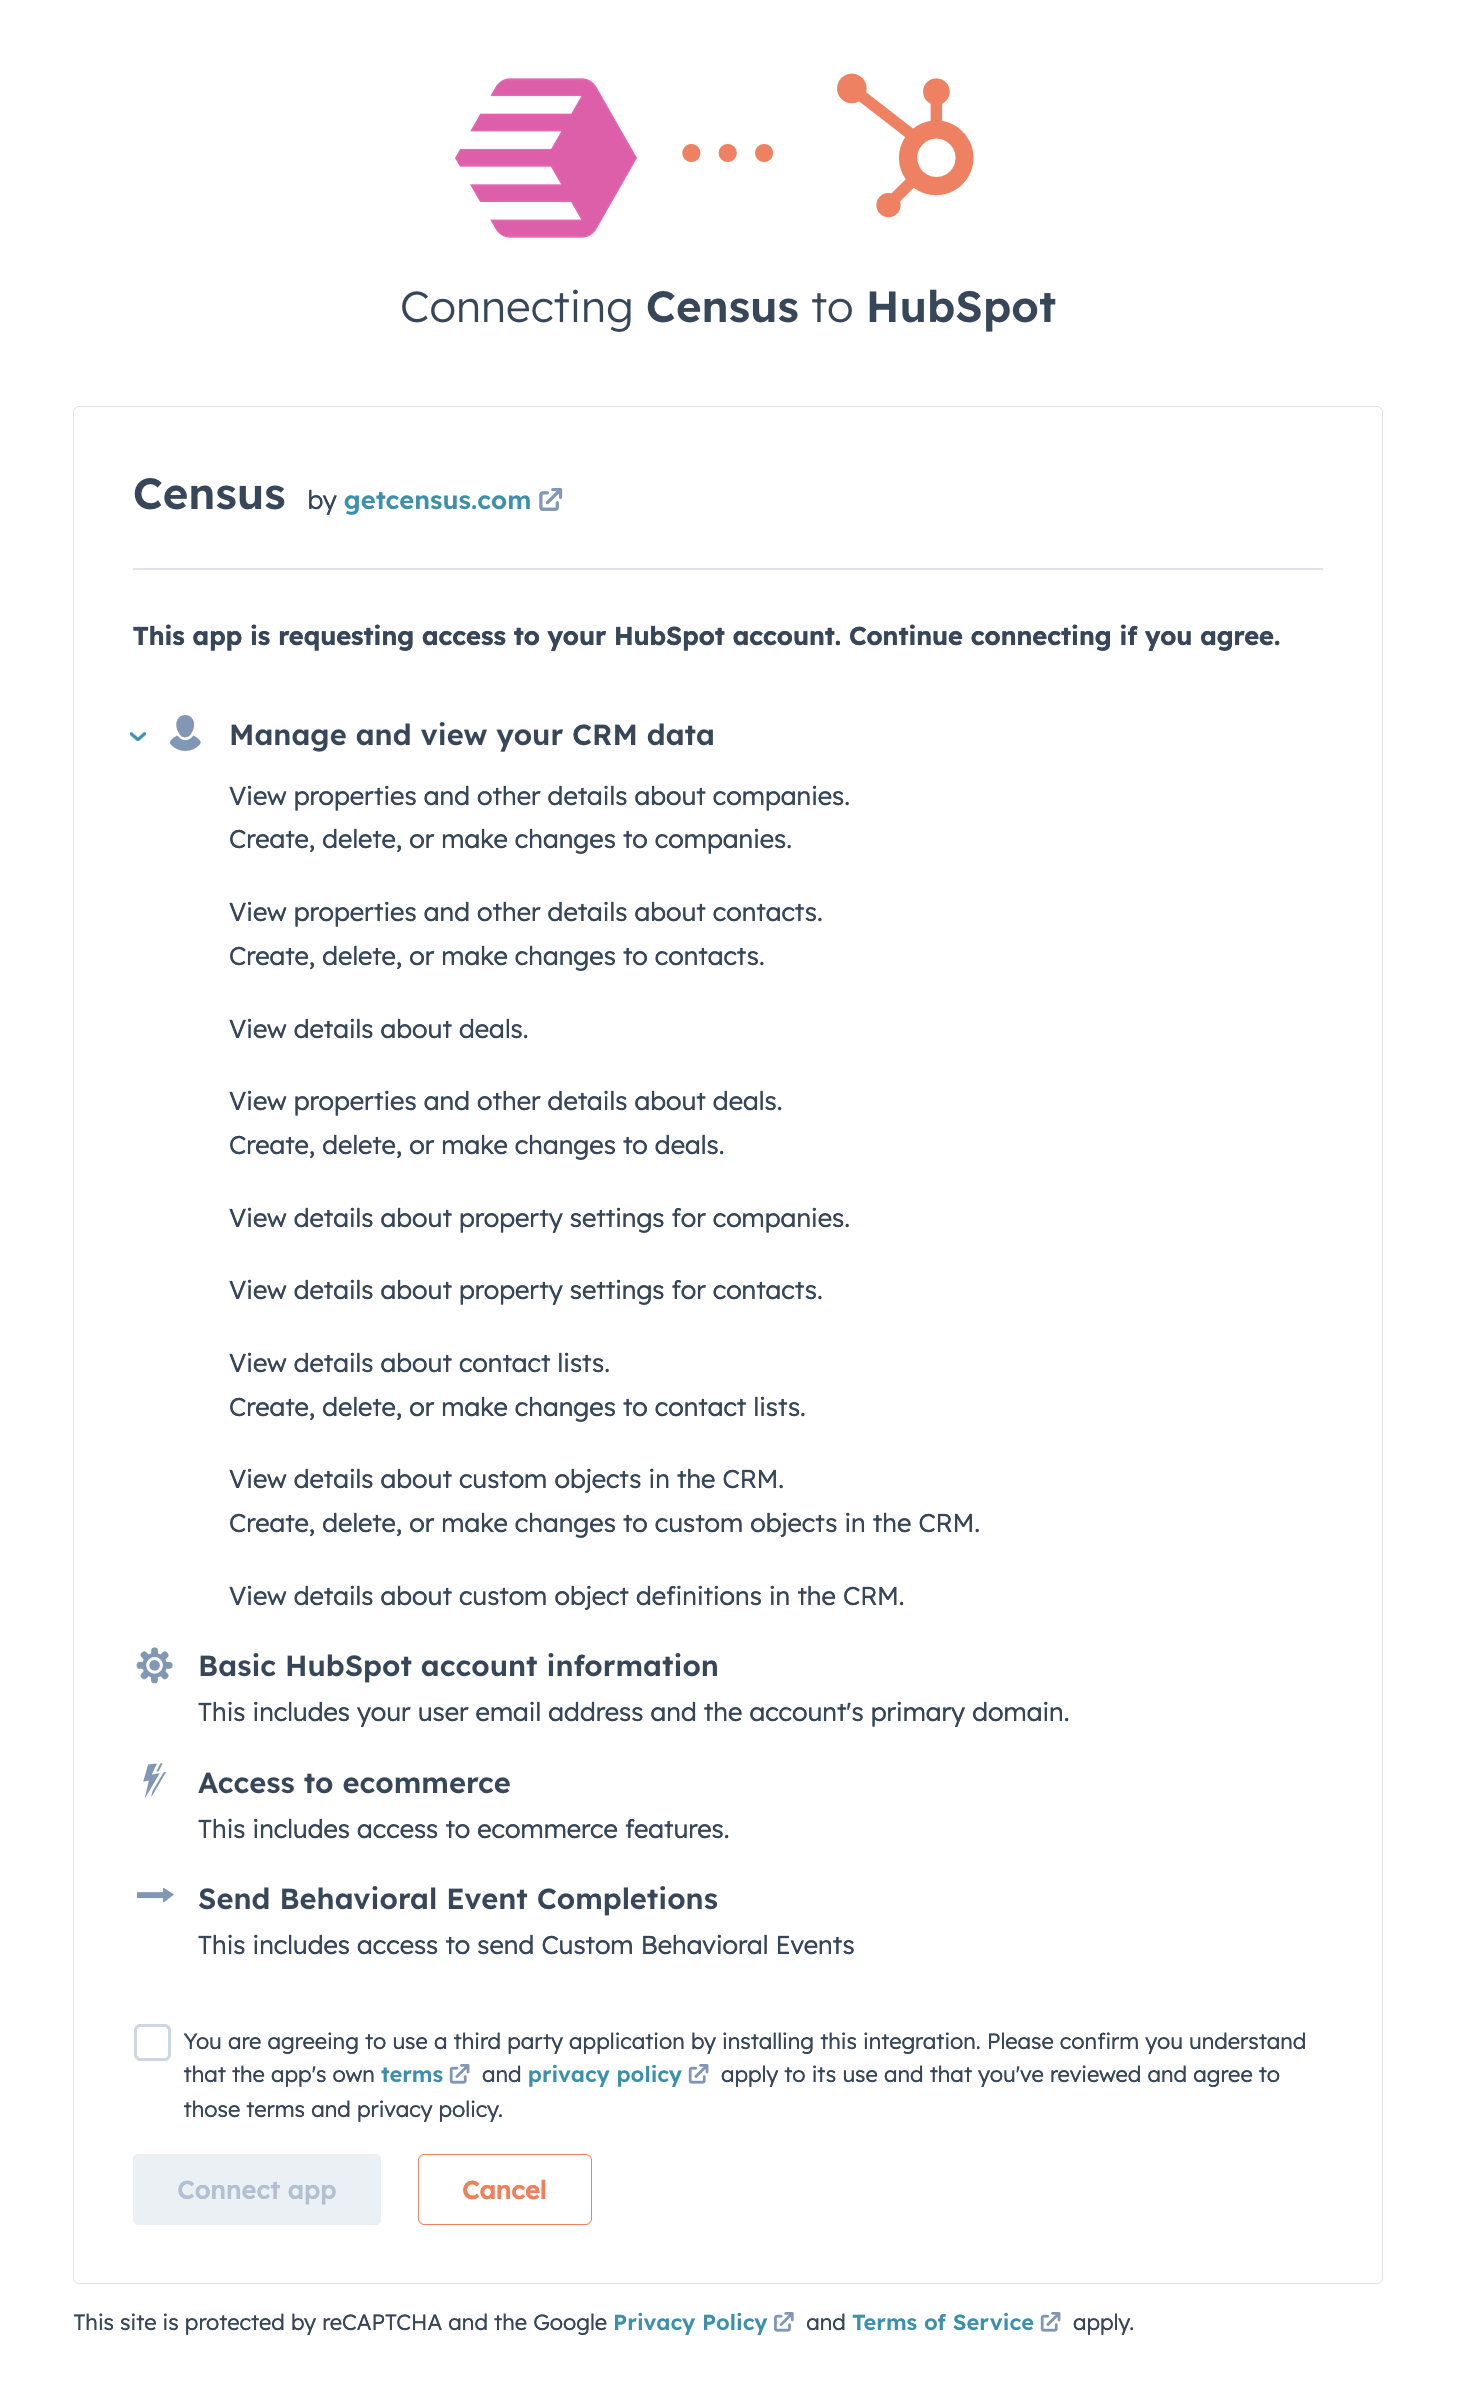 Connecting Census to HubSpot
Census by getcensus.com
This app is requesting access to your HubSpot account. Continue connecting if you agree.
Manage and view your CRM data
View properties and other details about companies.
Create, delete, or make changes to companies.
View properties and other details about contacts.
Create, delete, or make changes to contacts.
View details about deals.
View properties and other details about deals.
Create, delete, or make changes to deals.
View details about property settings for companies.
View details about property settings for contacts.
View details about contact lists.
Create, delete, or make changes to contact lists.
View details about custom objects in the CRM.
Create, delete, or make changes to custom objects in the CRM.
View details about custom object definitions in the CRM.
Basic HubSpot account information
This includes your user email address and the account's primary domain.
Access to ecommerce
This includes access to ecommerce features.
Send Behavioral Event Completions
This includes access to send Custom Behavioral Events
You are agreeing to use a third party application by installing this integration. Please confirm you understand
that the app's own terms and privacy policy apply to its use and that you've reviewed and agree to
those terms and privacy policy.
Connect app Cancel
This site is protected by reCAPTCHA and the Google Privacy Policy and Terms of Service apply.